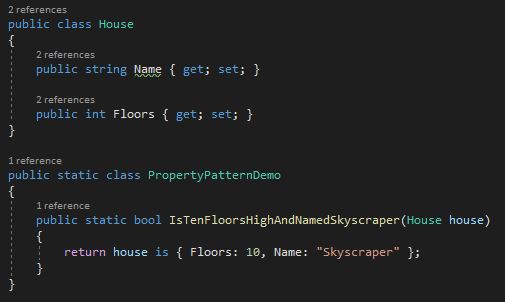 2 references
public class House
{
2 references
public string Name { get; set; }
2 references
public int Floors { get; set; }
}
1 reference
public static class PropertyPatternDemo
{
1 reference
public static bool IsTenFloorsHighAndNamedSkyscraper(House house)
{
return house is { Floors: 10, Name: "Skyscraper" };
}
}